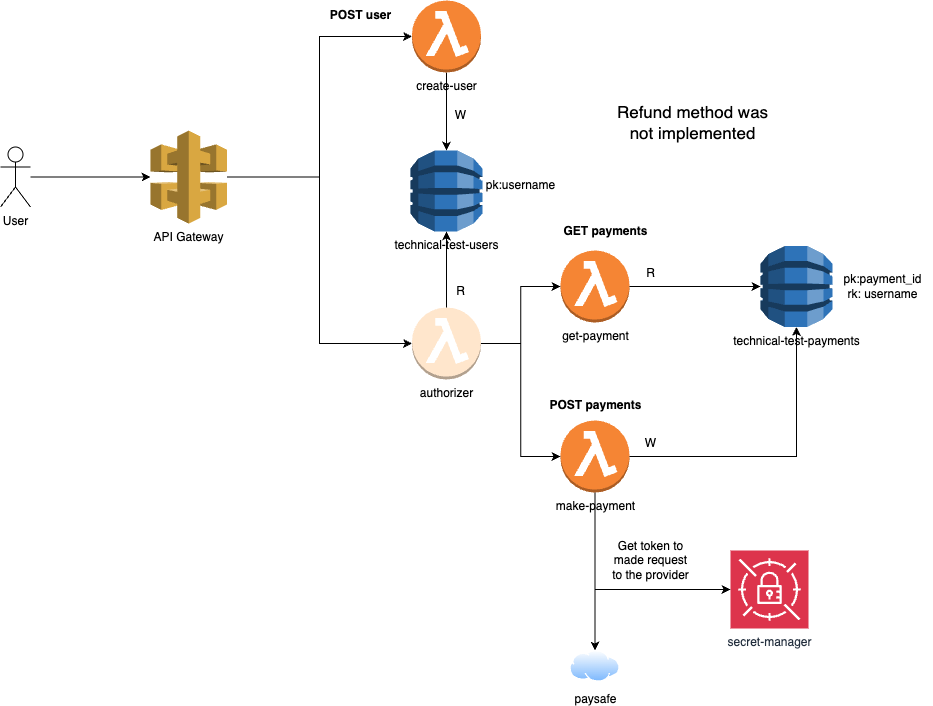 POST user
create-user
W
Refund method was
not implemented
pk:username
User
API Gateway
technical-test-users
GET payments
R
pk:payment_id
rk: username
R
get-payment
technical-test-payments
authorizer
POST payments
W
make-payment
Get token to
made request
to the provider
secret-manager
paysafe